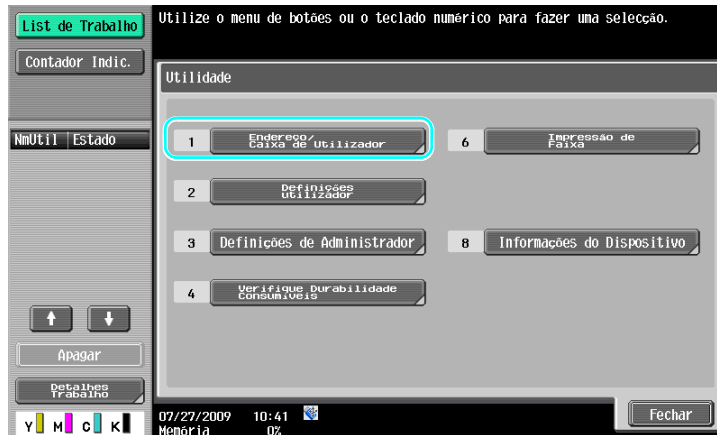 List de Trabalho
Utilize o menu de botões ou o teclado numérico para fazer uma selecção.
Contador Indic.
Utilidade
NmUtil Estado
1 Endereço/
Caixa de Utilizador
6 Impressão de
Faixa
2 Definições
utilizador
3 Definições de Administrador
8 Informações do Dispositivo
4 Verifique Durabilidade
Consumíveis
Apagar
Detalhes
Trabalho
Y M C K
07/27/2009 10:41
Memória 0%
Fechar